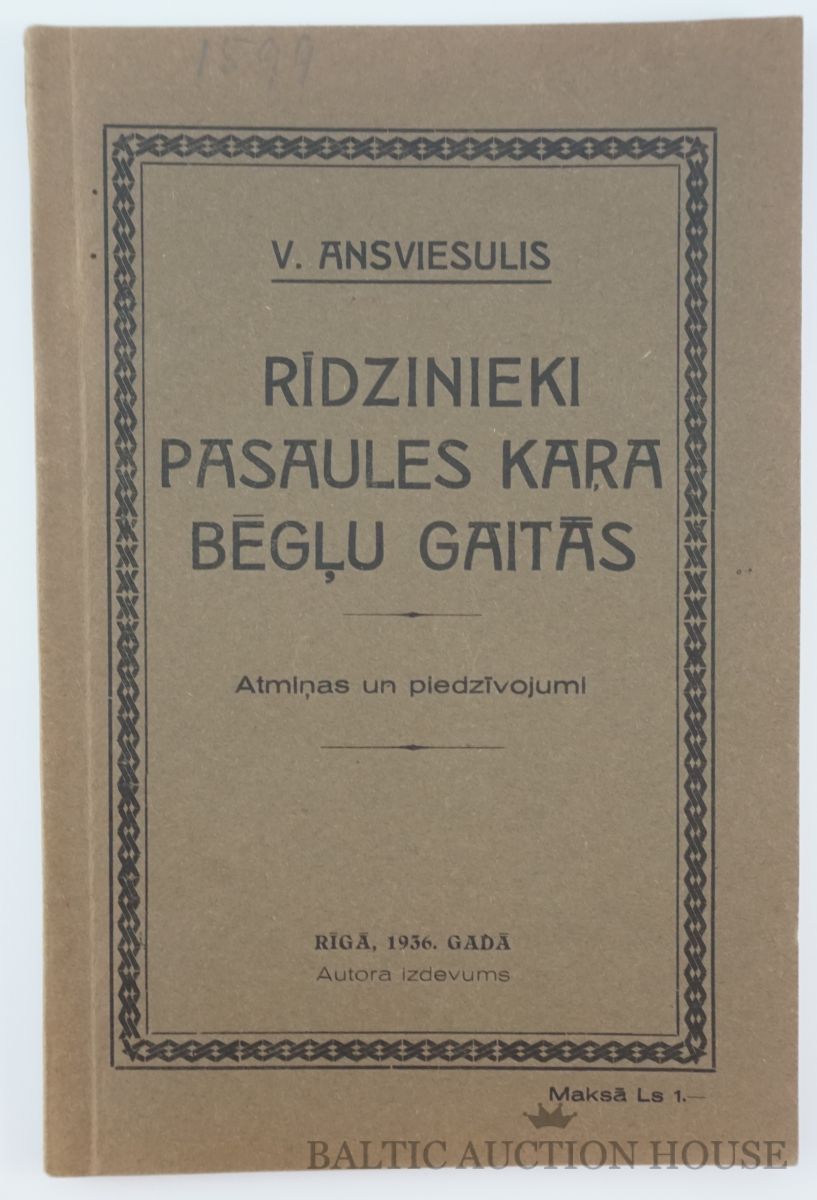 1599
V. ANSVIESULIS
RĪDZINIEKI
PASAULES KAŖA
BĒGĻU GAITĀS
Atmiņas un piedzīvojumi
RĪGĀ, 1936. GADĀ
Autora izdevums
Maksā Ls 1.—
BALTIC AUCTION HOUSE